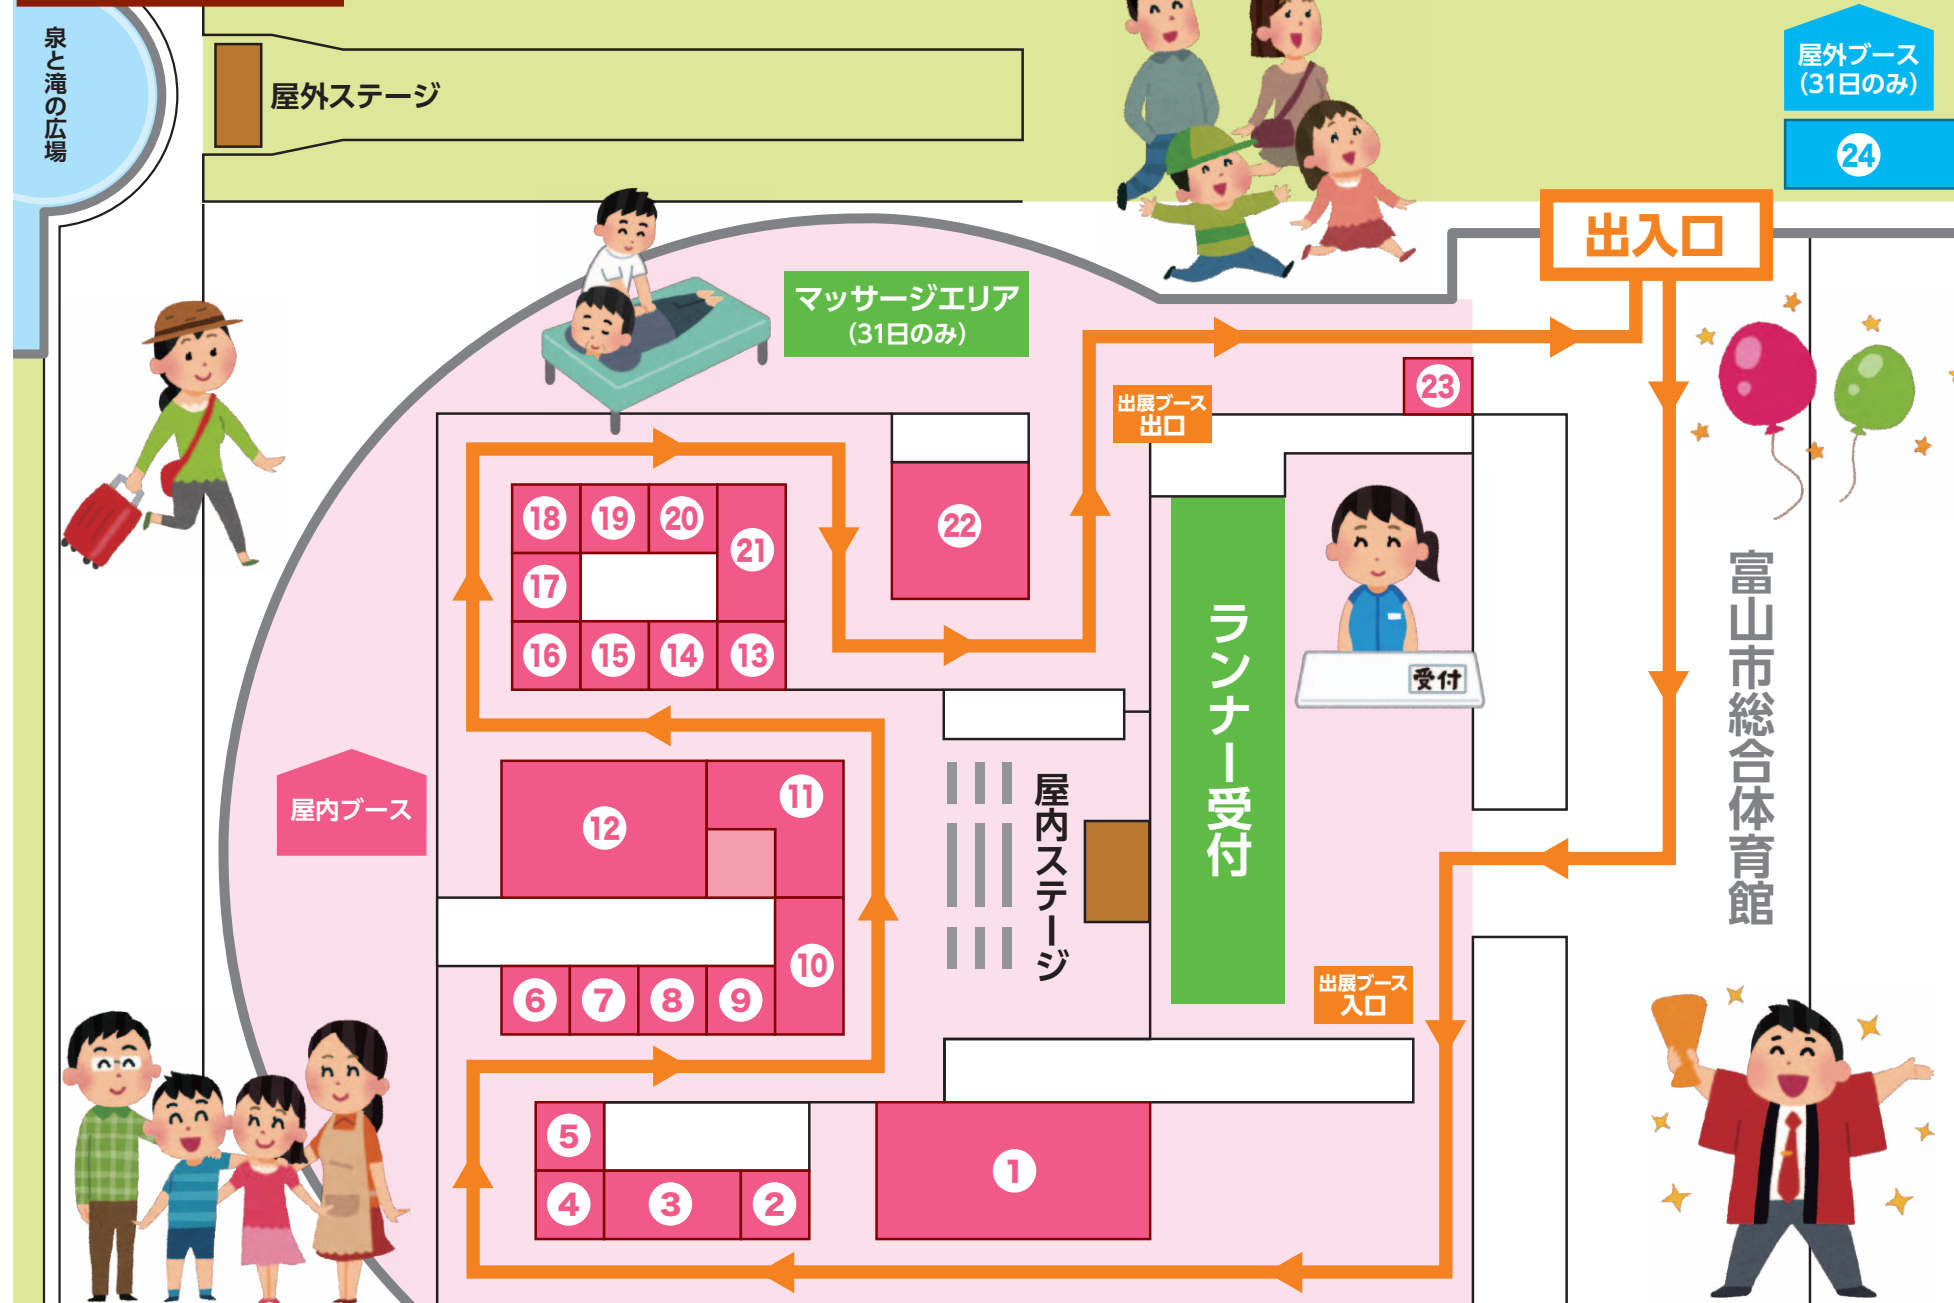 泉と滝の広場
屋外ステージ
屋外ブース
(31日のみ)
24
出入口
マッサージエリア
(31日のみ)
23
出展ブース
出口
18
19
20
21
22
17
16
15
14
13
ランナー受付
受付
富山市総合体育館
屋内ブース
12
11
屋内ステージ
10
6
7
8
9
出展ブース
入口
5
4
3
2
1